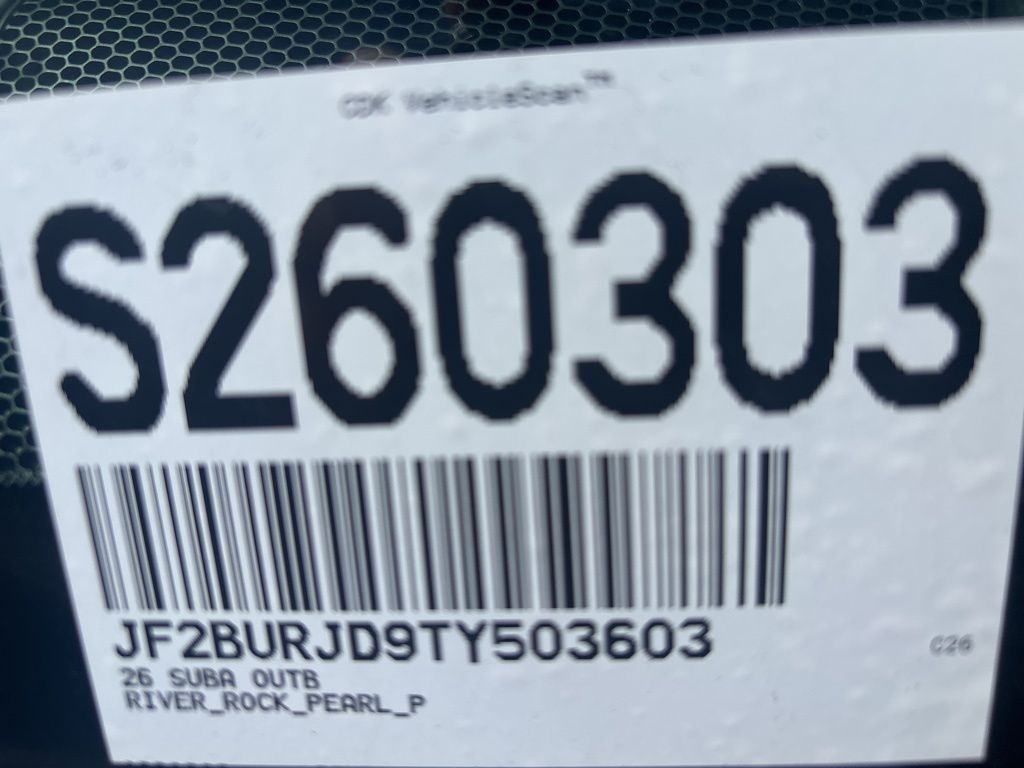 CDK VehicleScan™
S260303
JF2BURJD9TY503603
C26
26 SUBA OUTB
RIVER_ROCK_PEARL_P